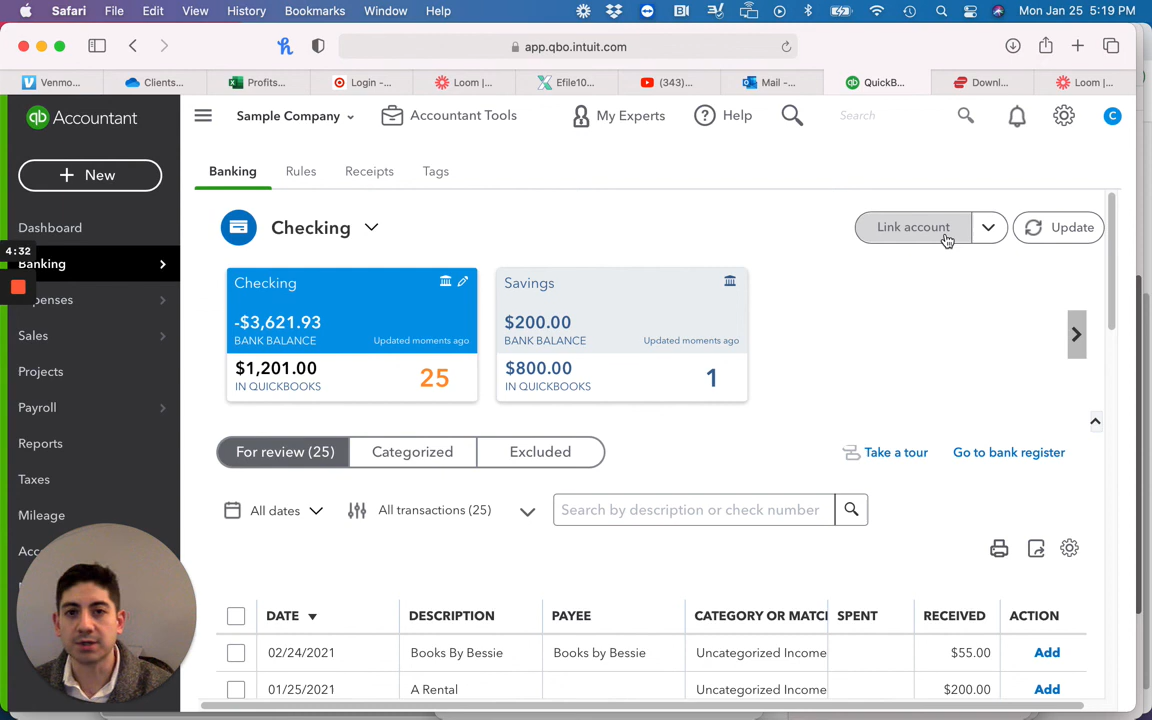 Safari File Edit View History Bookmarks Window Help Mon Jan 25 5:19 PM
app.qbo.intuit.com
Venmo... Clients... Profits... Login -... Loom |... Efile10... (343)... Mail -... QuickB... Downl... Loom |...
qb Accountant
Sample Company Accountant Tools My Experts Help Search C
+ New
Banking Rules Receipts Tags
Dashboard
Checking Link account Update
4:32
Banking
Expenses
Sales
Projects
Payroll
Reports
Taxes
Mileage
Acc
Checking
-$3,621.93
BANK BALANCE Updated moments ago
$1,201.00
IN QUICKBOOKS 25
Savings
$200.00
BANK BALANCE Updated moments ago
$800.00
IN QUICKBOOKS 1
For review (25) Categorized Excluded Take a tour Go to bank register
All dates All transactions (25) Search by description or check number
DATE DESCRIPTION PAYEE CATEGORY OR MATC SPENT RECEIVED ACTION
02/24/2021 Books By Bessie Books by Bessie Uncategorized Income $55.00 Add
01/25/2021 A Rental Uncategorized Income $200.00 Add